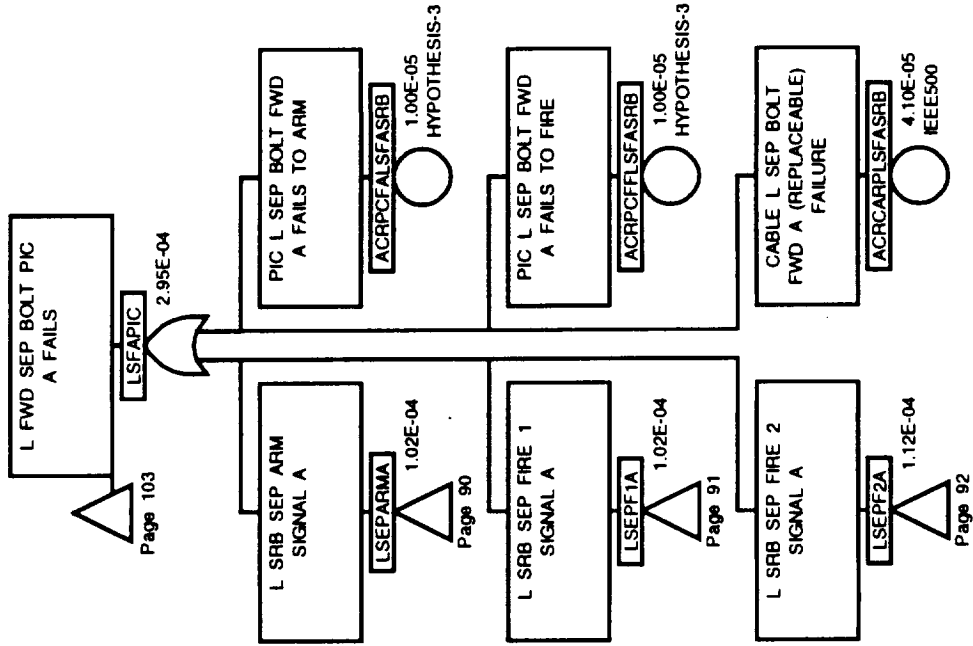 L FWD SEP BOLT PIC
A FAILS
LSFAPIC
2.95E-04
Page 103
L SRB SEP ARM
SIGNAL A
LSEPARMA
1.02E-04
Page 90
PIC L SEP BOLT FWD
A FAILS TO ARM
ACRPCFALSFASRB
1.00E-05
HYPOTHESIS-3
L SRB SEP FIRE 1
SIGNAL A
LSEPF1A
1.02E-04
Page 91
PIC L SEP BOLT FWD
A FAILS TO FIRE
ACRPCFFLSFASRB
1.00E-05
HYPOTHESIS-3
L SRB SEP FIRE 2
SIGNAL A
LSEPF2A
1.12E-04
Page 92
CABLE L SEP BOLT
FWD A (REPLACEABLE)
FAILURE
ACRCARPLSFASRB
4.10E-05
IEEE500